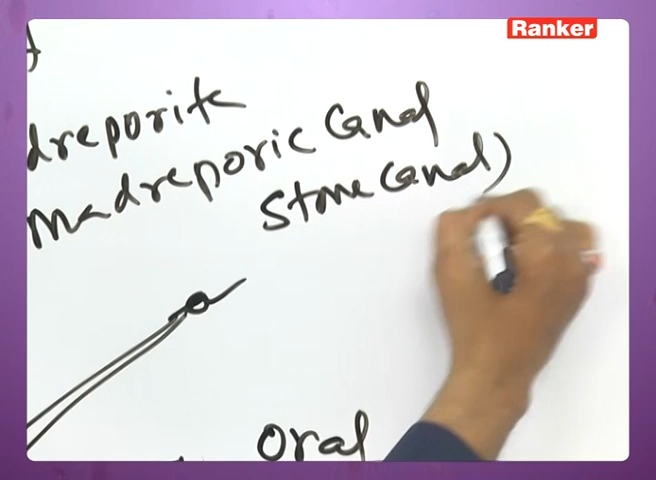 Ranker
dreporite
madreporic Canal
Stone Canal)
Oral